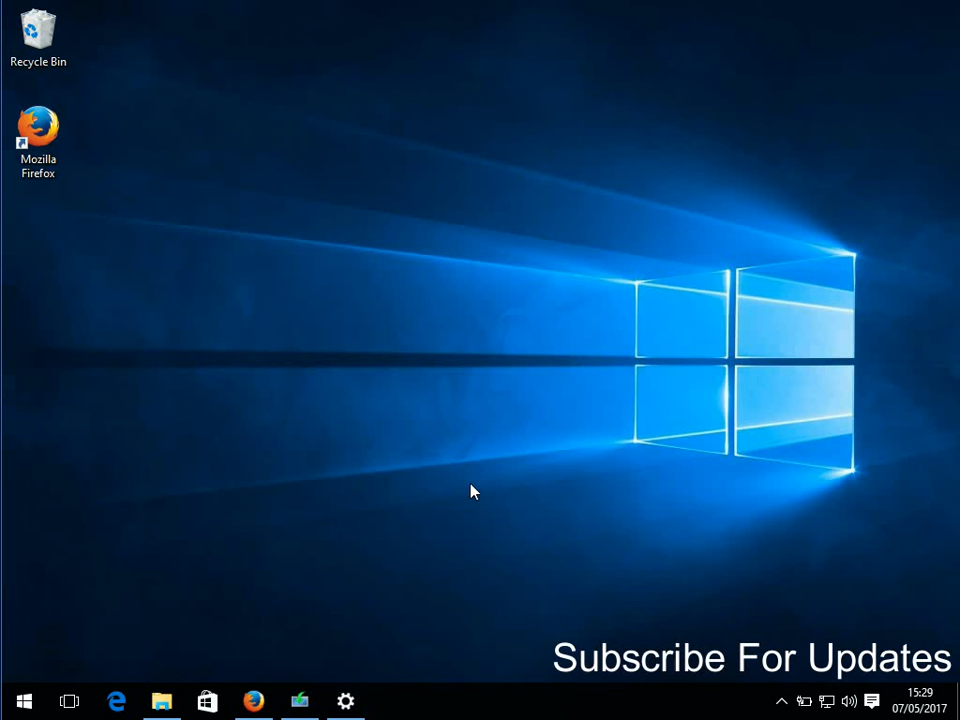 Recycle Bin
Mozilla
Firefox
Subscribe For Updates
15:29
07/05/2017